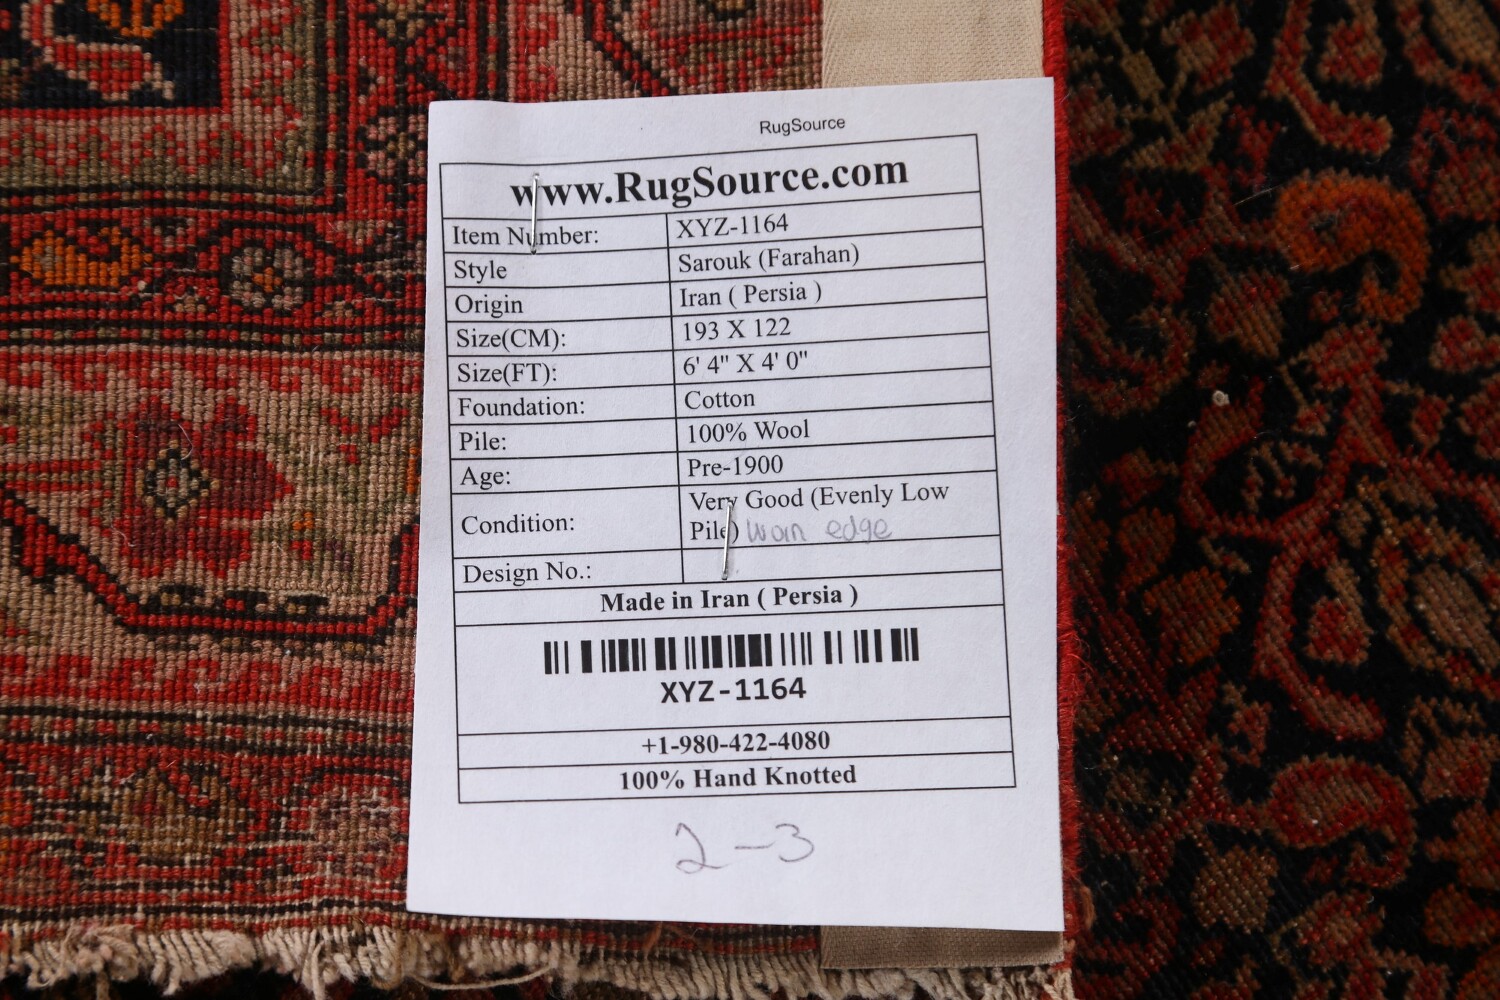 RugSource
www.RugSource.com
Item Number: XYZ-1164
Style Sarouk (Farahan)
Origin Iran ( Persia )
Size(CM): 193 X 122
Size(FT): 6' 4" X 4' 0"
Foundation: Cotton
Pile: 100% Wool
Age: Pre-1900
Condition: Very Good (Evenly Low
Pile) worn edge
Design No.:
Made in Iran ( Persia )
XYZ-1164
+1-980-422-4080
100% Hand Knotted
2-3